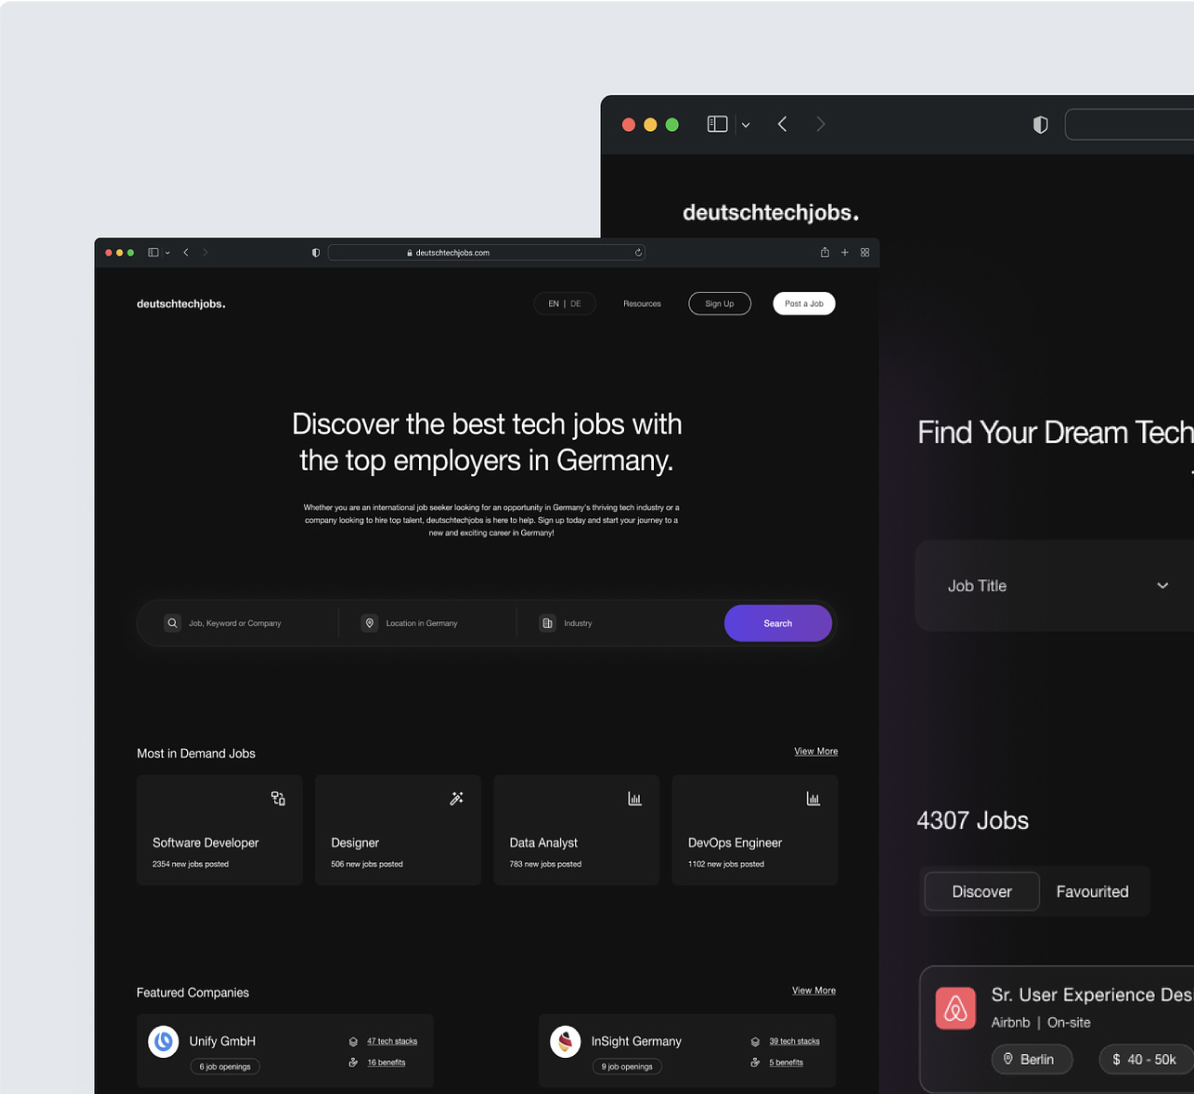 deutschtechjobs.
deutschtechjobs.com
deutschtechjobs.
EN | DE
Resources
Sign Up
Post a Job
Discover the best tech jobs with
the top employers in Germany.
Whether you are an international job seeker looking for an opportunity in Germany's thriving tech industry or a
company looking to hire top talent, deutschtechjobs is here to help. Sign up today and start your journey to a
new and exciting career in Germany!
Job, Keyword or Company
Location in Germany
Industry
Search
Most in Demand Jobs
View More
Software Developer
2354 new jobs posted
Designer
506 new jobs posted
Data Analyst
783 new jobs posted
DevOps Engineer
1102 new jobs posted
Featured Companies
View More
Unify GmbH
6 job openings
47 tech stacks
16 benefits
InSight Germany
9 job openings
39 tech stacks
5 benefits
Find Your Dream Tech
Job Title
4307 Jobs
Discover
Favourited
Sr. User Experience Des
Airbnb | On-site
Berlin
$ 40 - 50k